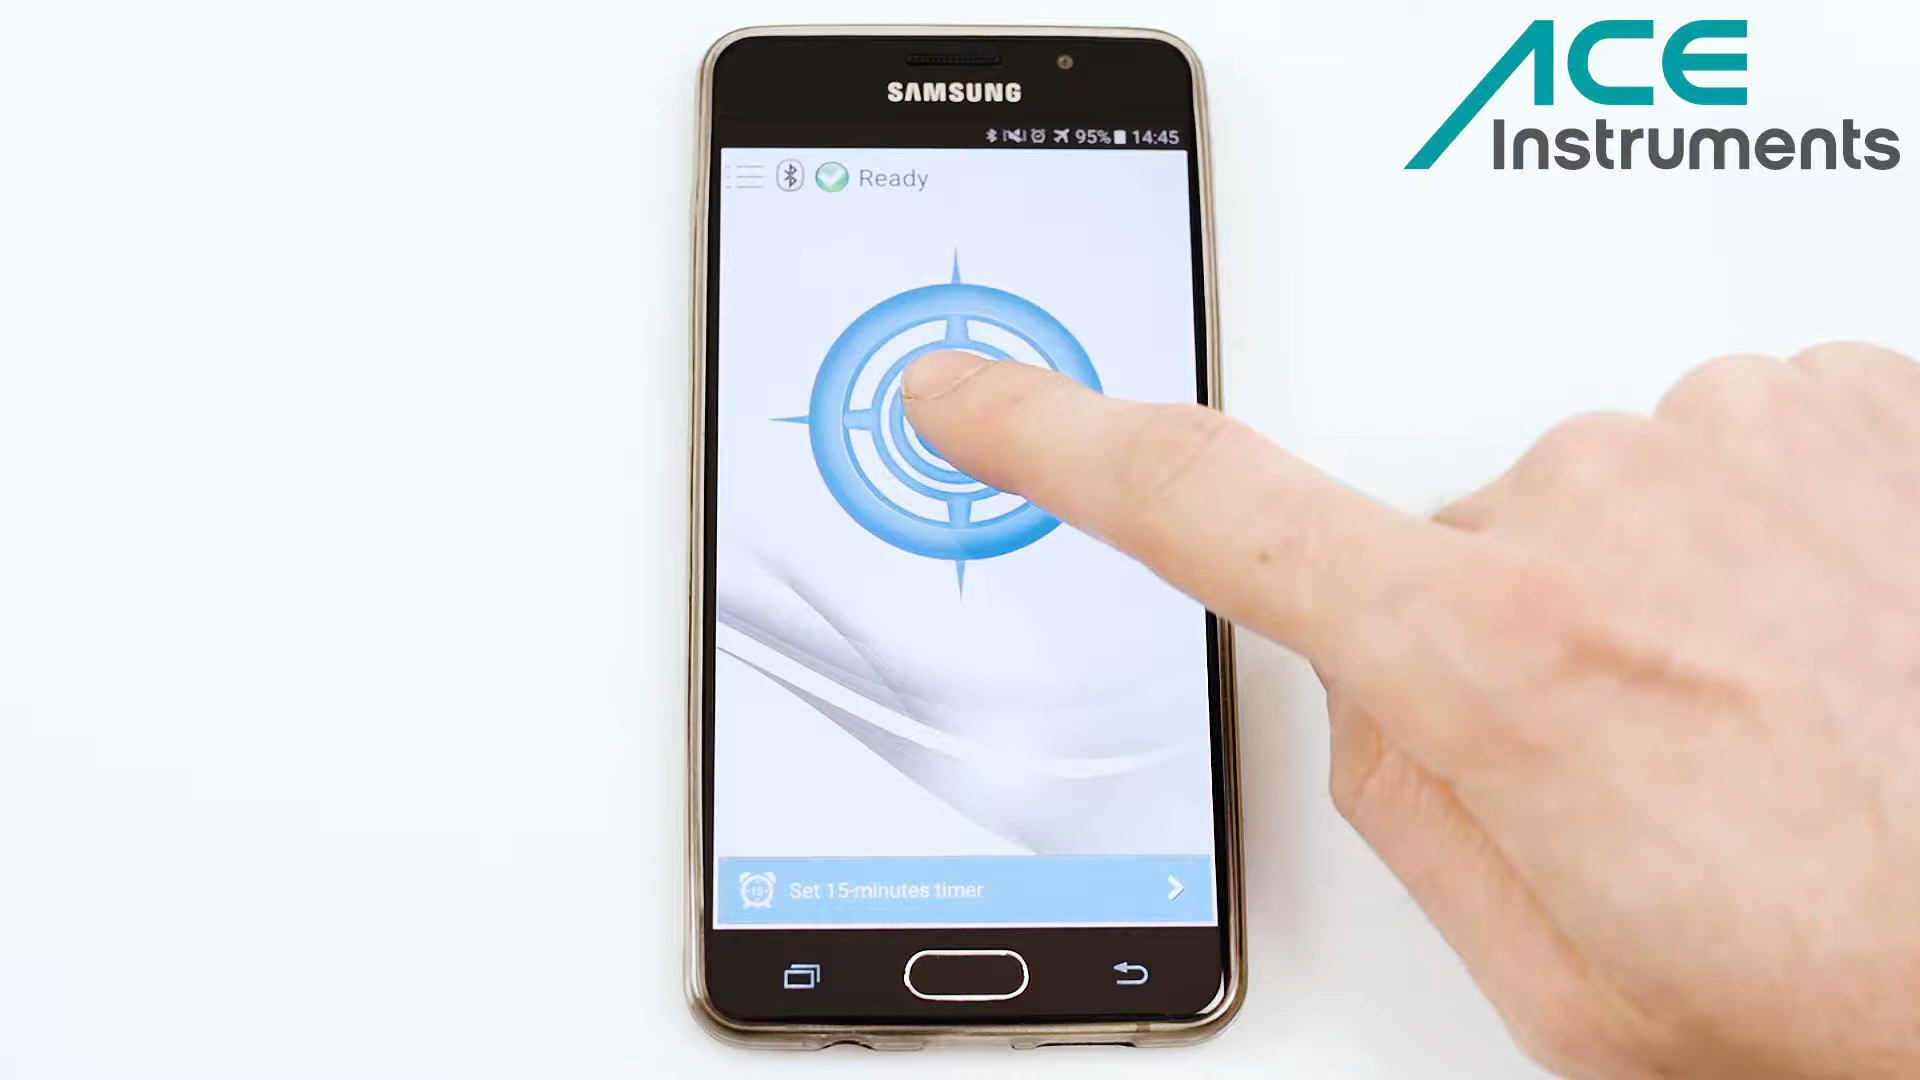 ACE
Instruments
SAMSUNG
95% 14:45
Ready
Set 15-minutes timer